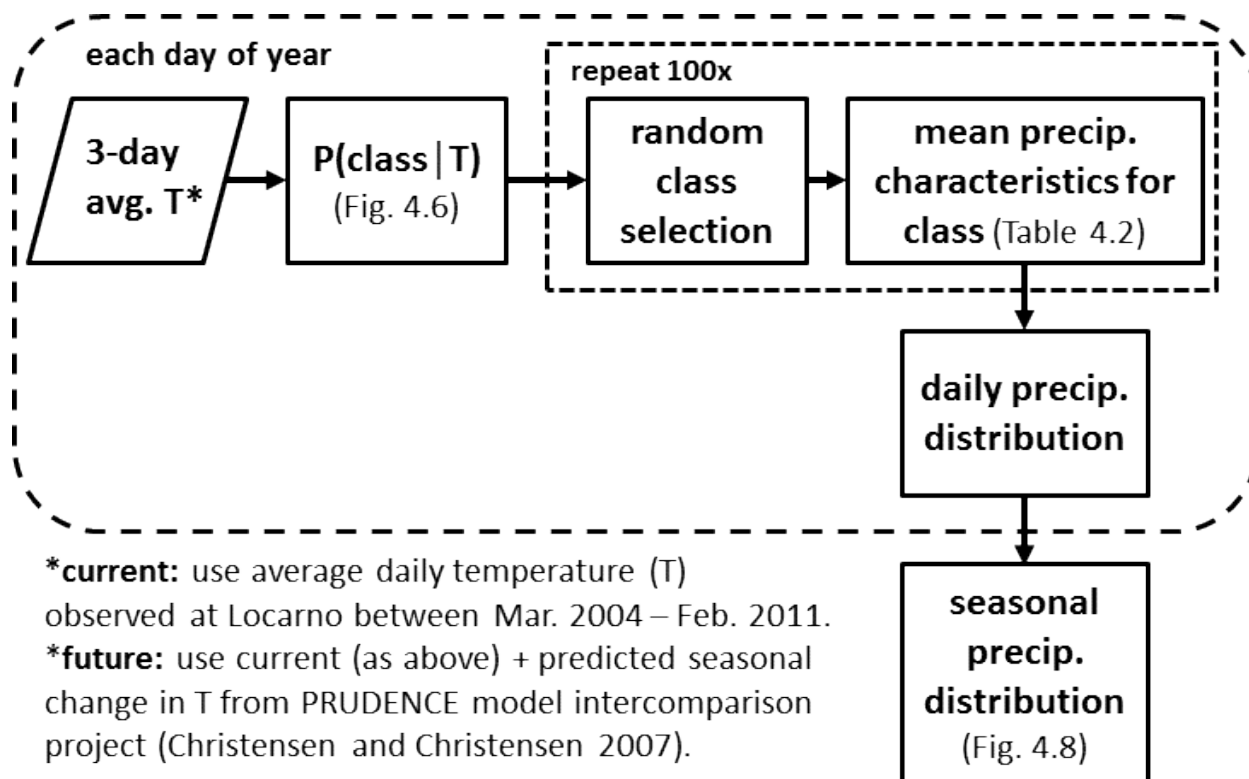 each day of year
repeat 100x
3-day
avg. T*
P(class|T)
(Fig. 4.6)
random
class
selection
mean precip.
characteristics for
class (Table 4.2)
daily precip.
distribution
seasonal
precip.
distribution
(Fig. 4.8)
*current: use average daily temperature (T)
observed at Locarno between Mar. 2004 – Feb. 2011.
*future: use current (as above) + predicted seasonal
change in T from PRUDENCE model intercomparison
project (Christensen and Christensen 2007).